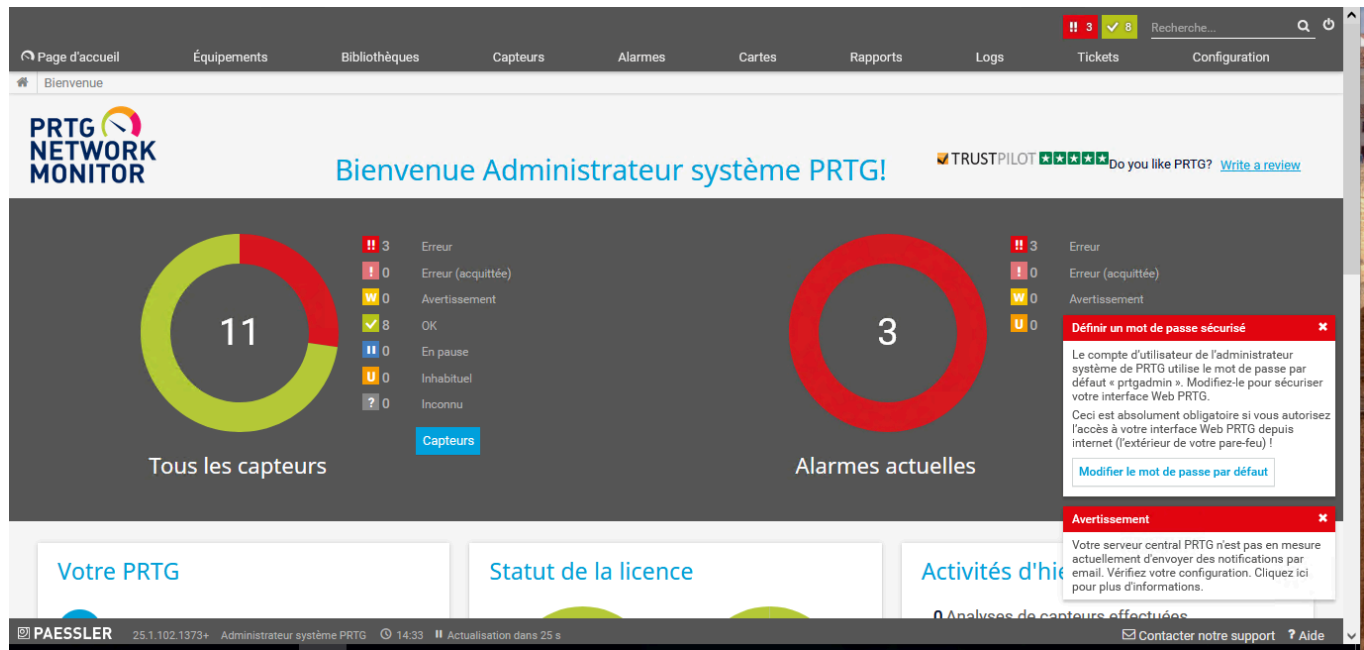 3 8 Recherche...
Page d'accueil Équipements Bibliothèques Capteurs Alarmes Cartes Rapports Logs Tickets Configuration
Bienvenue
PRTG
NETWORK
MONITOR
Bienvenue Administrateur système PRTG!
TRUSTPILOT Do you like PRTG? Write a review
11
Tous les capteurs
!! 3 Erreur
! 0 Erreur (acquittée)
W 0 Avertissement
8 OK
0 En pause
U 0 Inhabituel
? 0 Inconnu
Capteurs
3
Alarmes actuelles
!! 3 Erreur
! 0 Erreur (acquittée)
W 0 Avertissement
U 0
Définir un mot de passe sécurisé
Le compte d'utilisateur de l'administrateur
système de PRTG utilise le mot de passe par
défaut « prtgadmin ». Modifiez-le pour sécuriser
votre interface Web PRTG.
Ceci est absolument obligatoire si vous autorisez
l'accès à votre interface Web PRTG depuis
internet (l'extérieur de votre pare-feu) !
Modifier le mot de passe par défaut
Avertissement
Votre serveur central PRTG n'est pas en mesure
actuellement d'envoyer des notifications par
email. Vérifiez votre configuration. Cliquez ici
pour plus d'informations.
Votre PRTG
Statut de la licence
Activités d'hie
0 Analyses de capteurs effectuées
PAESSLER 25.1.102.1373+ Administrateur système PRTG 14:33 Actualisation dans 25 s
Contacter notre support ? Aide